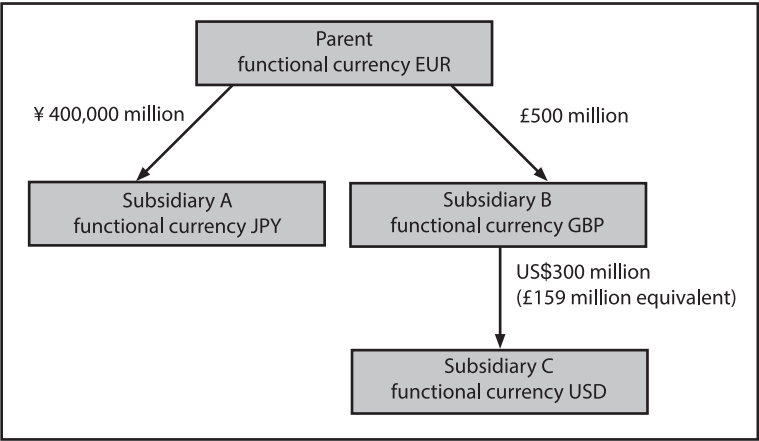 Parent
functional currency EUR
¥ 400,000 million
£500 million
Subsidiary A
functional currency JPY
Subsidiary B
functional currency GBP
US$300 million
(£159 million equivalent)
Subsidiary C
functional currency USD